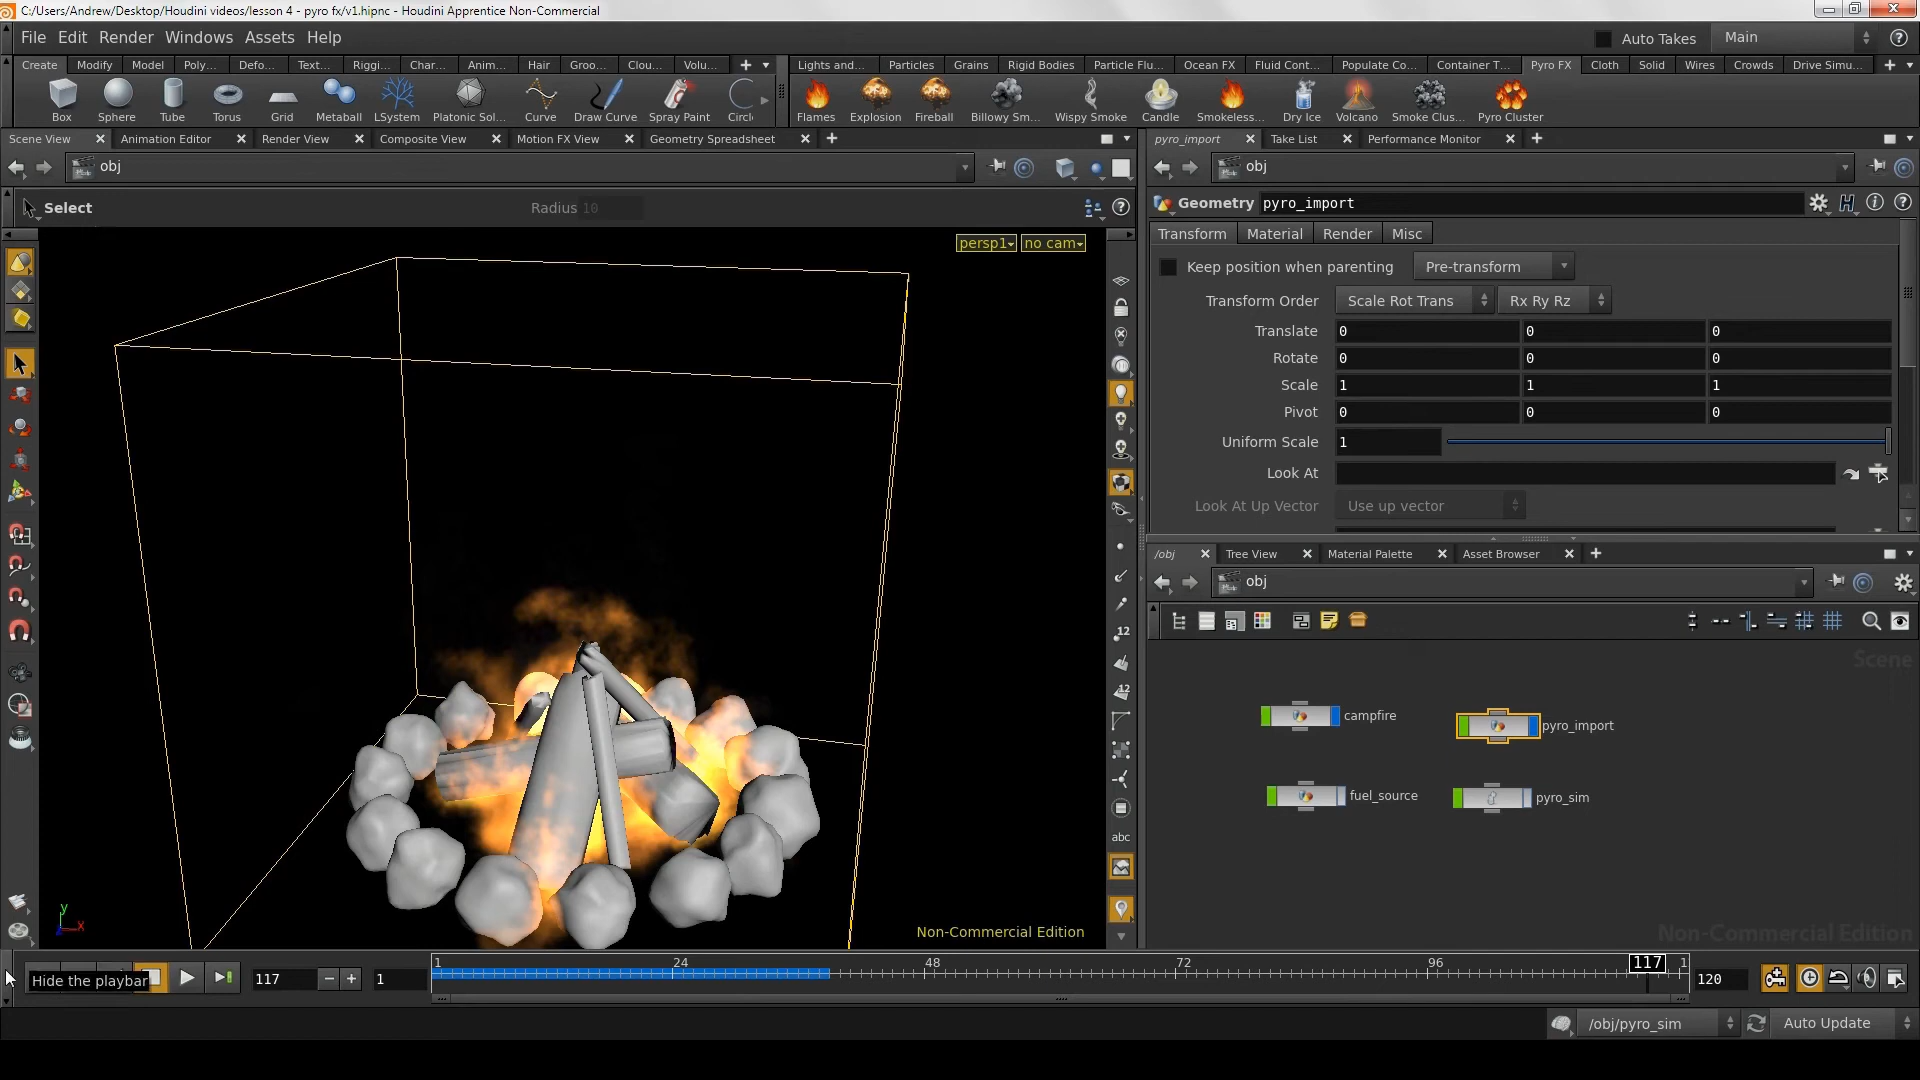 C:/Users/Andrew/Desktop/Houdini videos/lesson 4 - pyro fx/v1.hipnc - Houdini Apprentice Non-Commercial
File Edit Render Windows Assets Help
Auto Takes Main
Create Modify Model Poly... Defo... Text... Riggi... Char... Anim... Hair Groo... Clou... Volu...
Lights and... Particles Grains Rigid Bodies Particle Flu... Ocean FX Fluid Cont... Populate Co... Container T... Pyro FX Cloth Solid Wires Crowds Drive Simu...
Box Sphere Tube Torus Grid Metaball LSystem Platonic Sol... Curve Draw Curve Spray Paint Circl
Flames Explosion Fireball Billowy Sm... Wispy Smoke Candle Smokeless... Dry Ice Volcano Smoke Clus... Pyro Cluster
Scene View Animation Editor Render View Composite View Motion FX View Geometry Spreadsheet
pyro_import Take List Performance Monitor
obj
obj
Select Radius 10
Geometry pyro_import
persp1 no cam
Transform Material Render Misc
Keep position when parenting Pre-transform
Transform Order Scale Rot Trans Rx Ry Rz
Translate 0 0 0
Rotate 0 0 0
Scale 1 1 1
Pivot 0 0 0
Uniform Scale 1
Look At
Look At Up Vector Use up vector
/obj Tree View Material Palette Asset Browser
obj
12
12
abc
Scene
campfire
pyro_import
fuel_source
pyro_sim
y
x
Non-Commercial Edition
Non-Commercial Edition
Hide the playbar
117 1
1 24 48 72 96 117 1
120
/obj/pyro_sim Auto Update